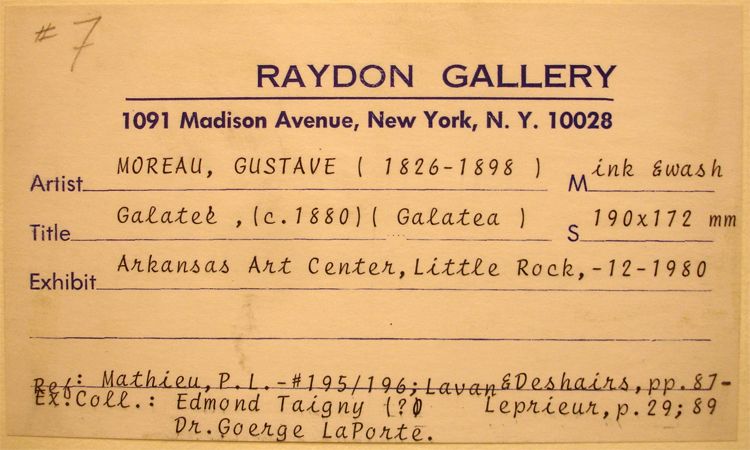 #7
RAYDON GALLERY
1091 Madison Avenue, New York, N. Y. 10028
Artist MOREAU, GUSTAVE ( 1826-1898 ) M ink &wash
Title Galateé ,(c.1880)( Galatea ) S 190x172 mm
Exhibit Arkansas Art Center, Little Rock,-12-1980
Ref: Mathieu,P.L.-#195/196;Lavan&Deshairs,pp.87-
Ex.Coll.: Edmond Taigny (?) Leprieur,p.29;89
Dr.Goerge LaPorte.